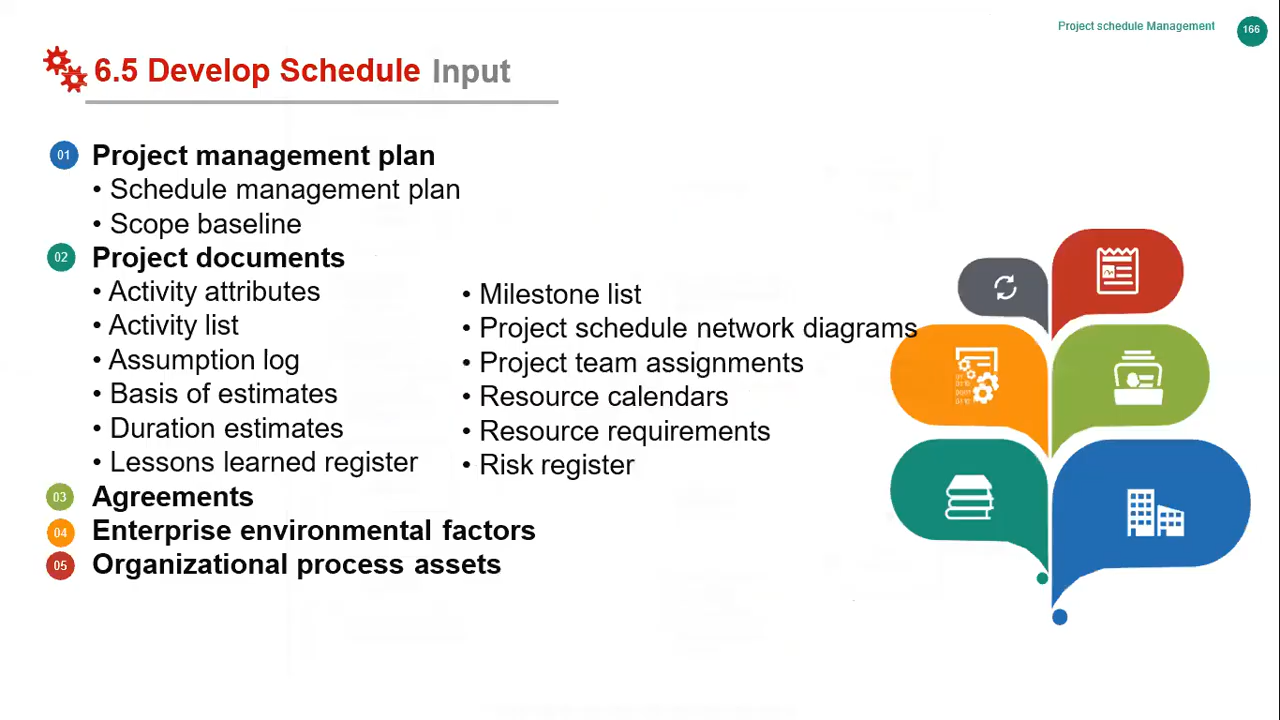 Project schedule Management
166
6.5 Develop Schedule Input
01 Project management plan
• Schedule management plan
• Scope baseline
02 Project documents
• Activity attributes
• Activity list
• Assumption log
• Basis of estimates
• Duration estimates
• Lessons learned register
• Milestone list
• Project schedule network diagrams
• Project team assignments
• Resource calendars
• Resource requirements
• Risk register
03 Agreements
04 Enterprise environmental factors
05 Organizational process assets